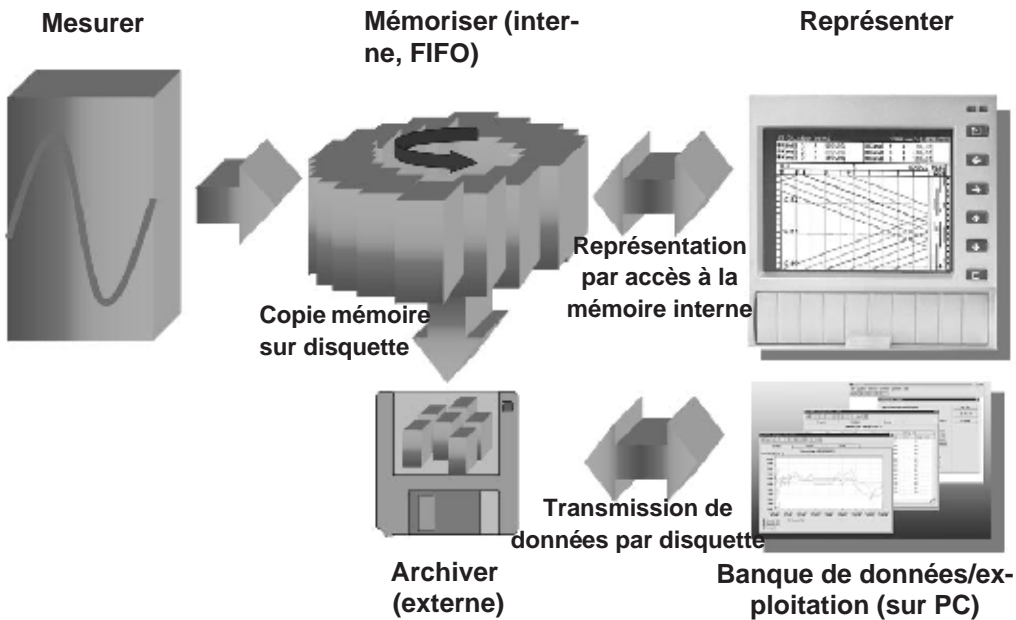 Mesurer
Mémoriser (inter-
ne, FIFO)
Représenter
Représentation
par accès à la
mémoire interne
Copie mémoire
sur disquette
Transmission de
données par disquette
Archiver
(externe)
Banque de données/ex-
ploitation (sur PC)